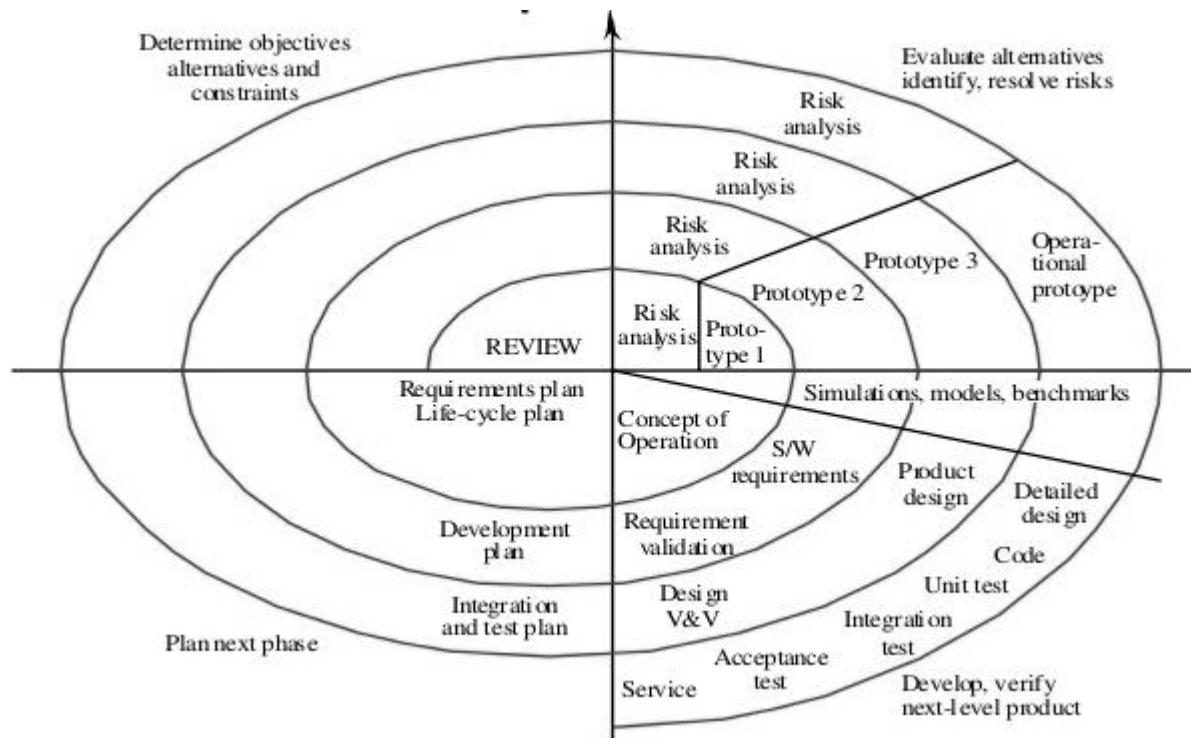 Determine objectives
alternatives and
constraints
Evaluate alternatives
identify, resolve risks
Risk
analysis
Risk
analysis
Risk
analysis
Opera-
tional
protoype
Prototype 3
Prototype 2
Risk
analysis
Proto-
type 1
REVIEW
Requirements plan
Life-cycle plan
Simulations, models, benchmarks
Concept of
Operation
S/W
requirements
Product
design
Detailed
design
Development
plan
Requirement
validation
Code
Unit test
Integration
and test plan
Design
V&V
Integration
test
Plan next phase
Acceptance
test
Service
Develop, verify
next-level product